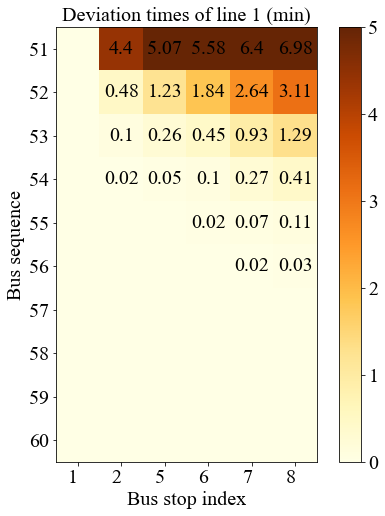 Deviation times of line 1 (min)
51 4.4 5.07 5.58 6.4 6.98
52 0.48 1.23 1.84 2.64 3.11
53 0.1 0.26 0.45 0.93 1.29
54 0.02 0.05 0.1 0.27 0.41
55 0.02 0.07 0.11
56 0.02 0.03
57
58
59
60
1 2 5 6 7 8
Bus stop index
Bus sequence
5
4
3
2
1
0